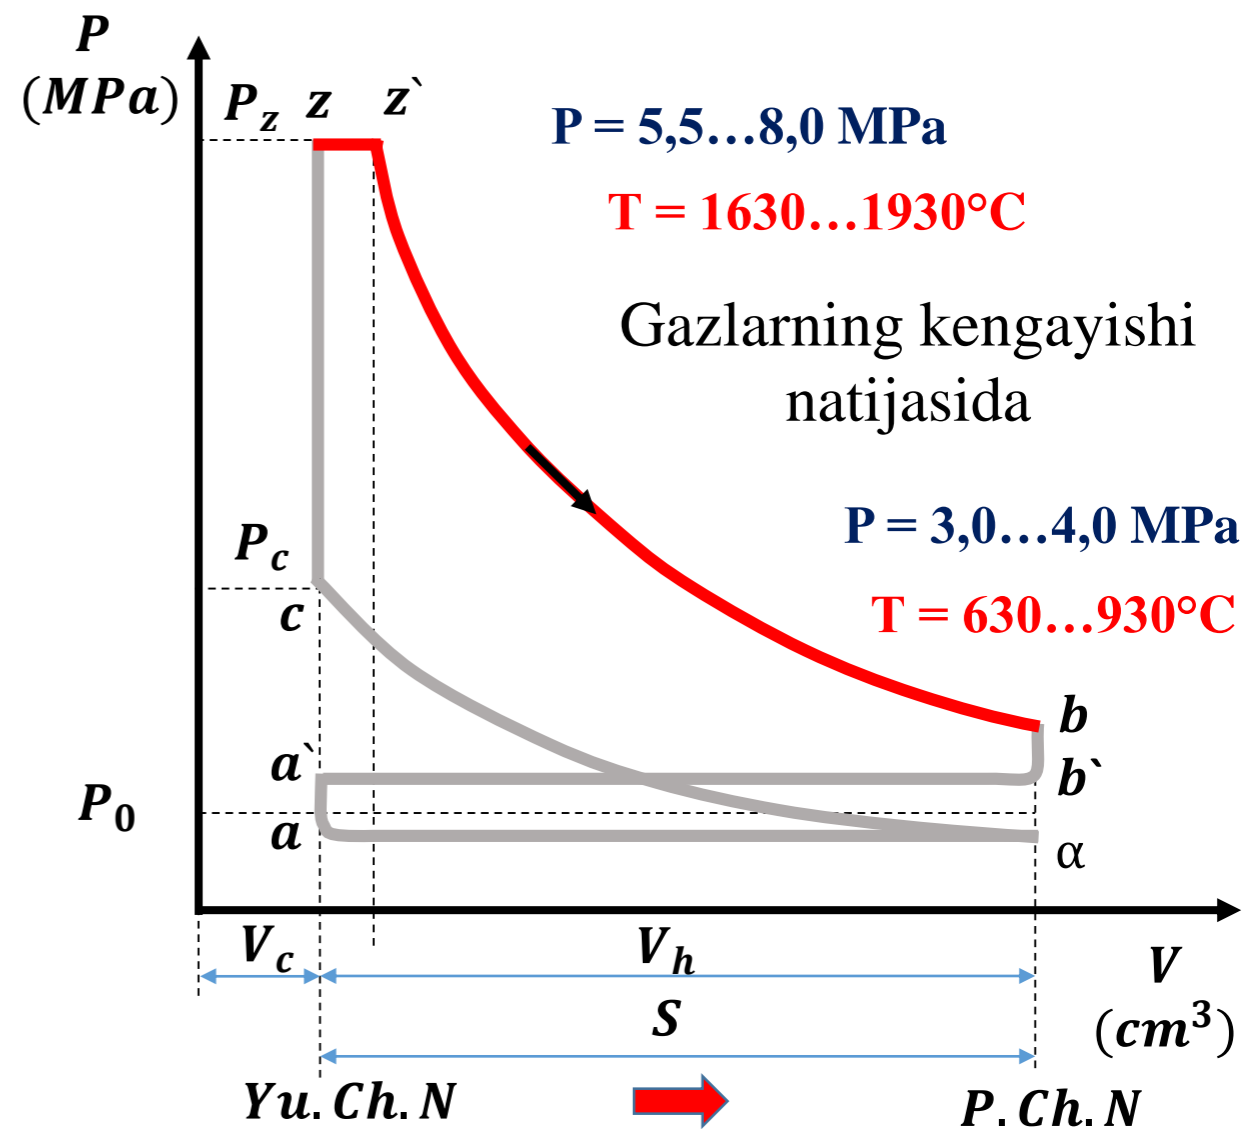 P
(MPa)
P_z z z`
P = 5,5…8,0 MPa
T = 1630…1930°C
Gazlarning kengayishi
natijasida
P = 3,0…4,0 MPa
T = 630…930°C
P_c
c
b
a`
b`
P_0
a
α
V_c
V_h
V
(cm³)
S
Yu.Ch.N
P.Ch.N